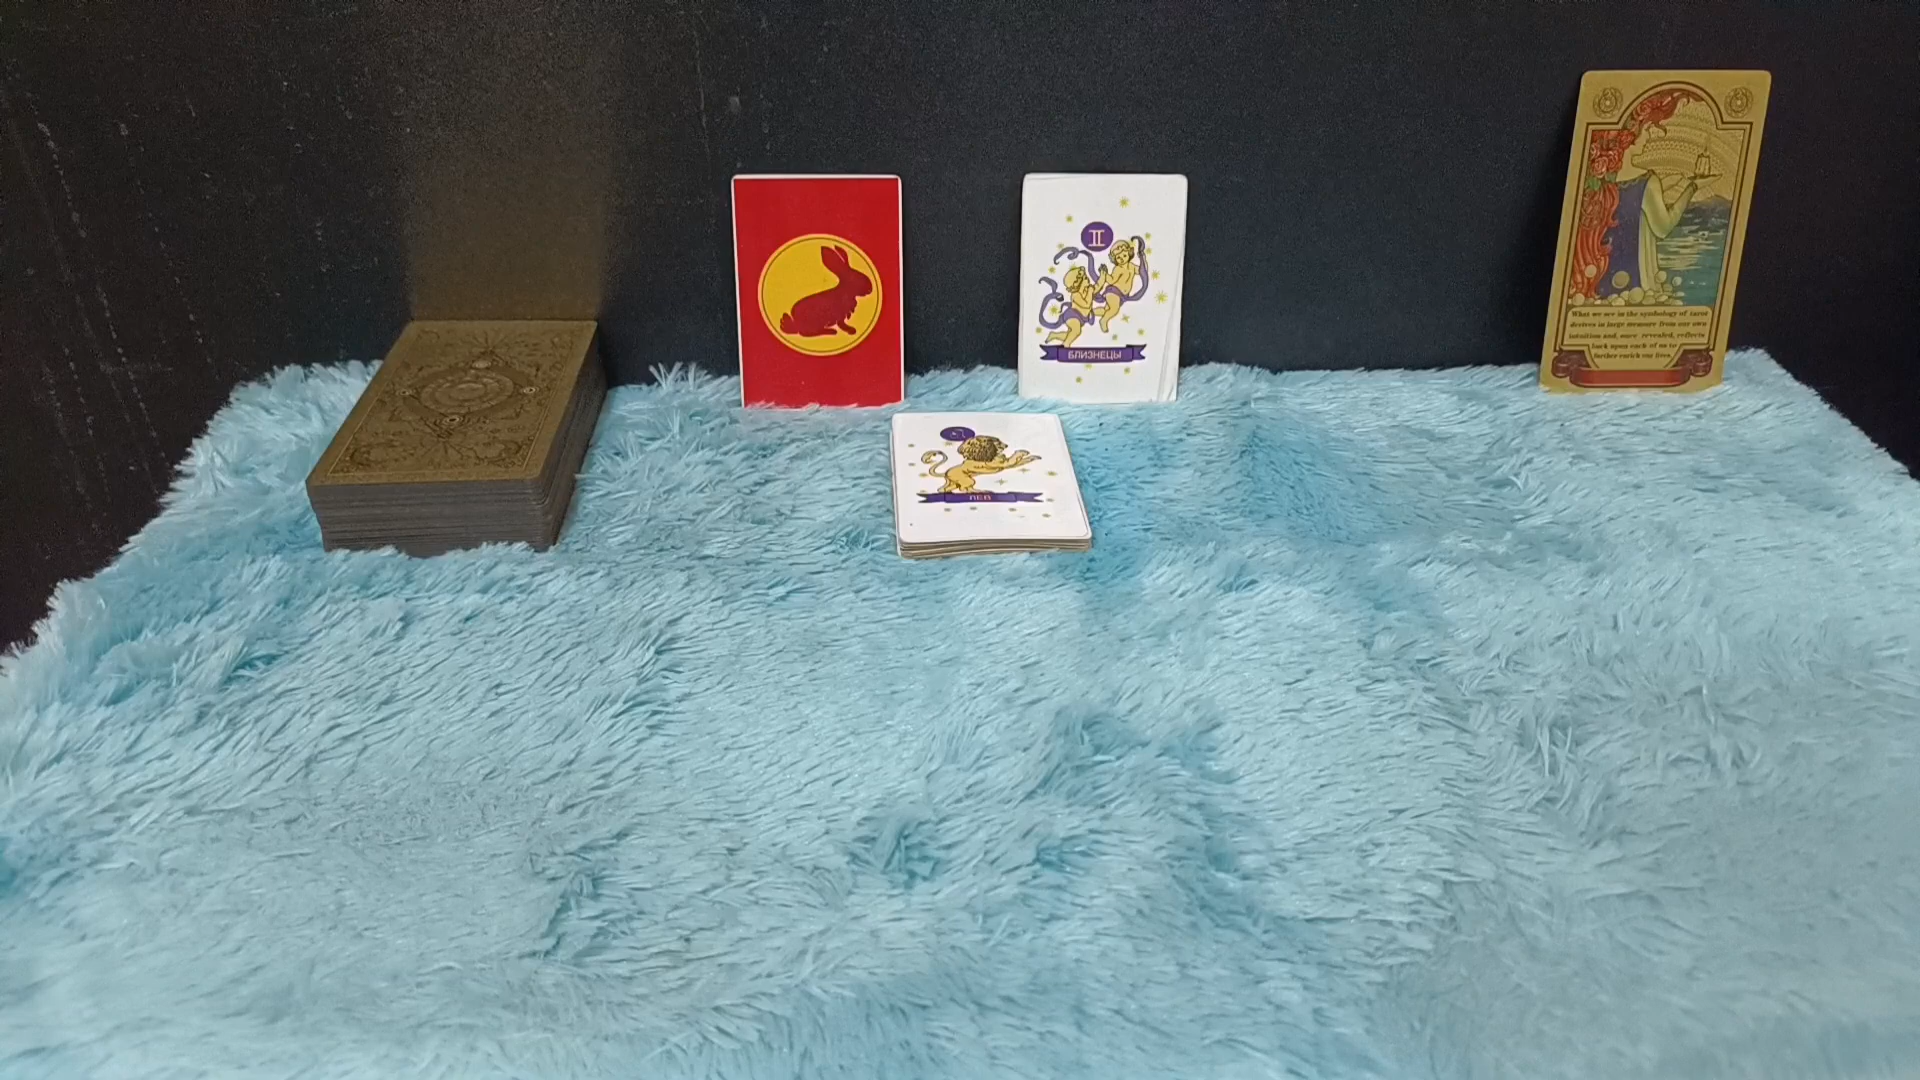 БЛИЗНЕЦЫ
What we see in the symbology of tarot
derives in large measure from our own
intuition and, once revealed, reflects
back upon each of us to
further enrich our lives.
ЛЕВ